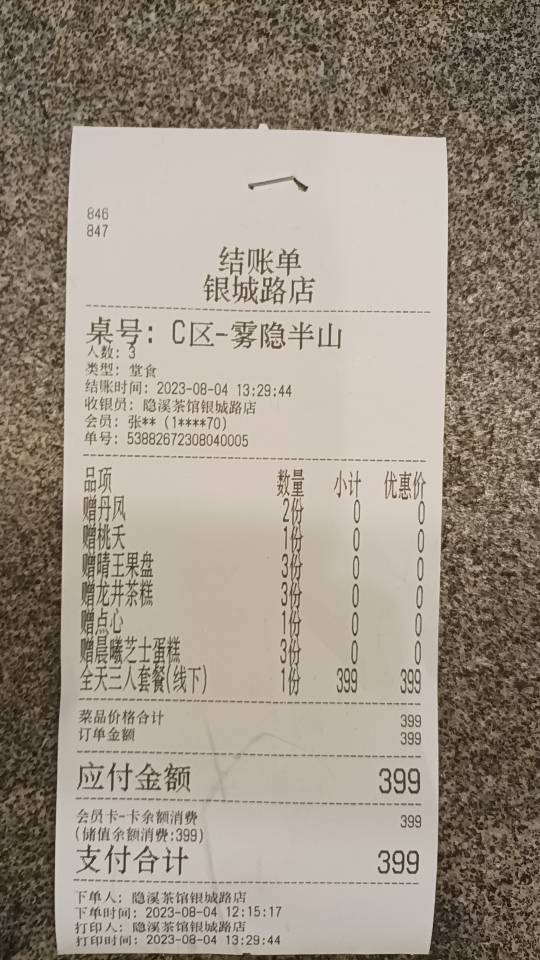 846
847
结账单
银城路店
桌号: C区-雾隐半山
人数: 3
类型: 堂食
结账时间: 2023-08-04 13:29:44
收银员: 隐溪茶馆银城路店
会员: 张** (1****70)
单号: 53882672308040005
品项 数量 小计 优惠价
赠丹凤 2份 0 0
赠桃夭 1份 0 0
赠晴王果盘 3份 0 0
赠龙井茶糕 3份 0 0
赠点心 1份 0 0
赠晨曦芝士蛋糕 3份 0 0
全天三人套餐(线下) 1份 399 399
菜品价格合计 399
订单金额 399
应付金额 399
会员卡-卡余额消费 399
(储值余额消费:399)
支付合计 399
下单人: 隐溪茶馆银城路店
下单时间: 2023-08-04 12:15:17
打印人: 隐溪茶馆银城路店
打印时间: 2023-08-04 13:29:44